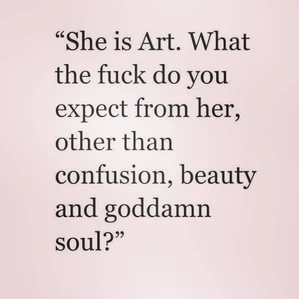 “She is Art. What
the fuck do you
expect from her,
other than
confusion, beauty
and goddamn
soul?”